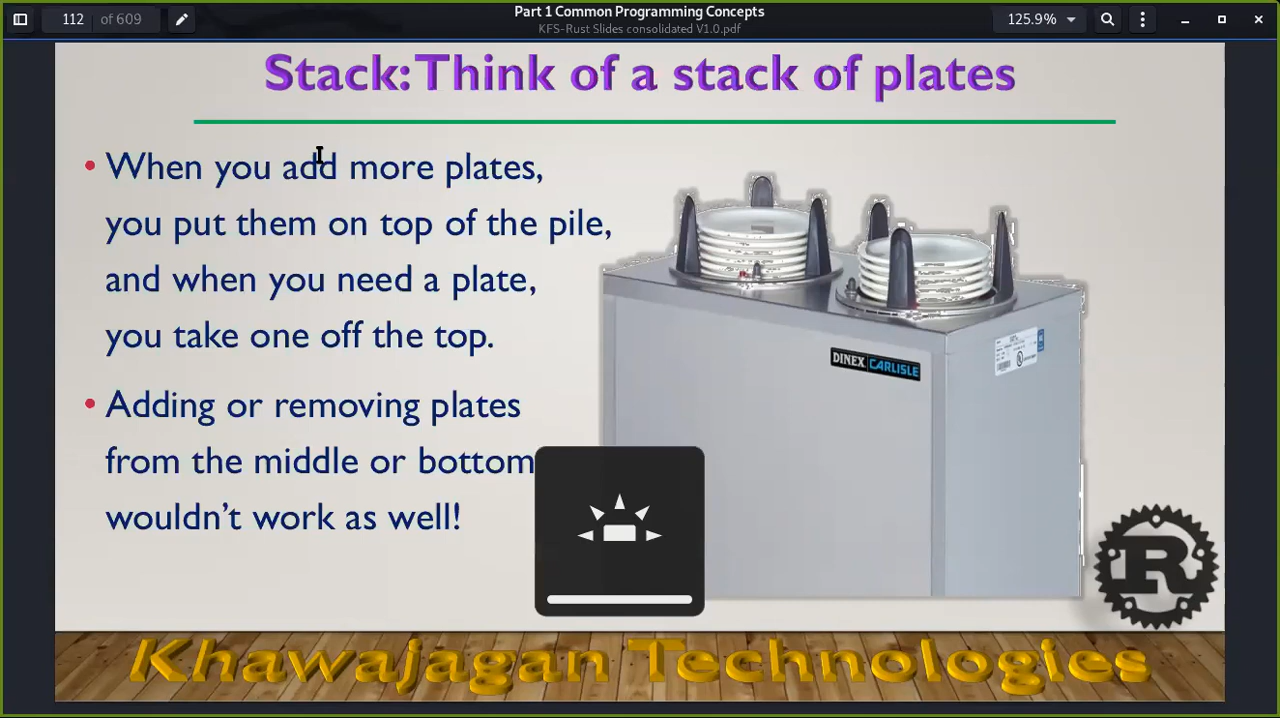 112 of 609
Part 1 Common Programming Concepts
KFS-Rust Slides consolidated V1.0.pdf
125.9%
Stack: Think of a stack of plates
• When you add more plates,
you put them on top of the pile,
and when you need a plate,
you take one off the top.
• Adding or removing plates
from the middle or bottom
wouldn't work as well!
DINEX CARLISLE
R
Khawajagan Technologies